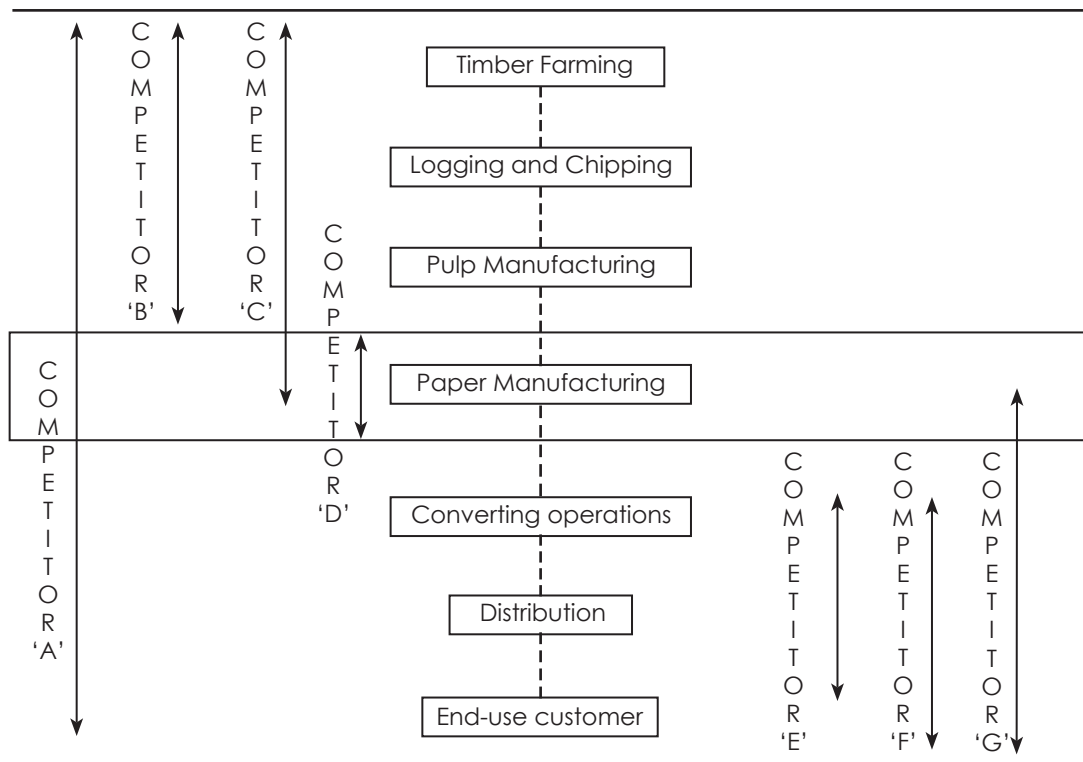 COMPETITOR
'A'
COMPETITOR
'B'
COMPETITOR
'C'
COMPETITOR
'D'
Timber Farming
Logging and Chipping
Pulp Manufacturing
Paper Manufacturing
Converting operations
Distribution
End-use customer
COMPETITOR
'E'
COMPETITOR
'F'
COMPETITOR
'G'